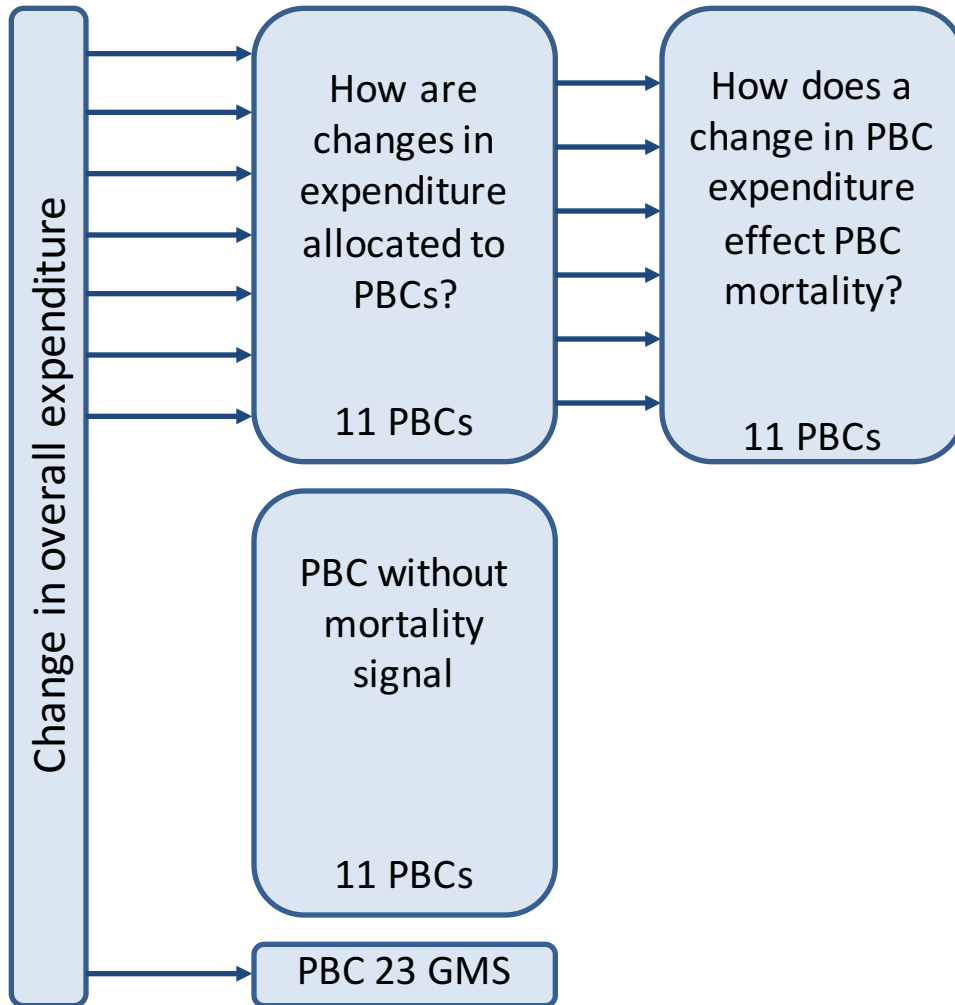 Change in overall expenditure
How are
changes in
expenditure
allocated to
PBCs?
11 PBCs
How does a
change in PBC
expenditure
effect PBC
mortality?
11 PBCs
PBC without
mortality
signal
11 PBCs
PBC 23 GMS